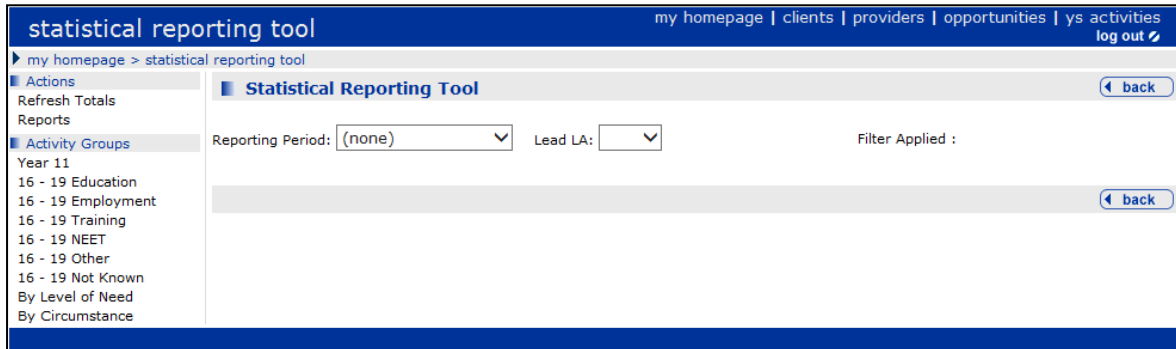 statistical reporting tool
my homepage | clients | providers | opportunities | ys activities
log out
my homepage > statistical reporting tool
Actions
Refresh Totals
Reports
Activity Groups
Year 11
16 - 19 Education
16 - 19 Employment
16 - 19 Training
16 - 19 NEET
16 - 19 Other
16 - 19 Not Known
By Level of Need
By Circumstance
Statistical Reporting Tool
back
Reporting Period: (none) Lead LA: Filter Applied :
back